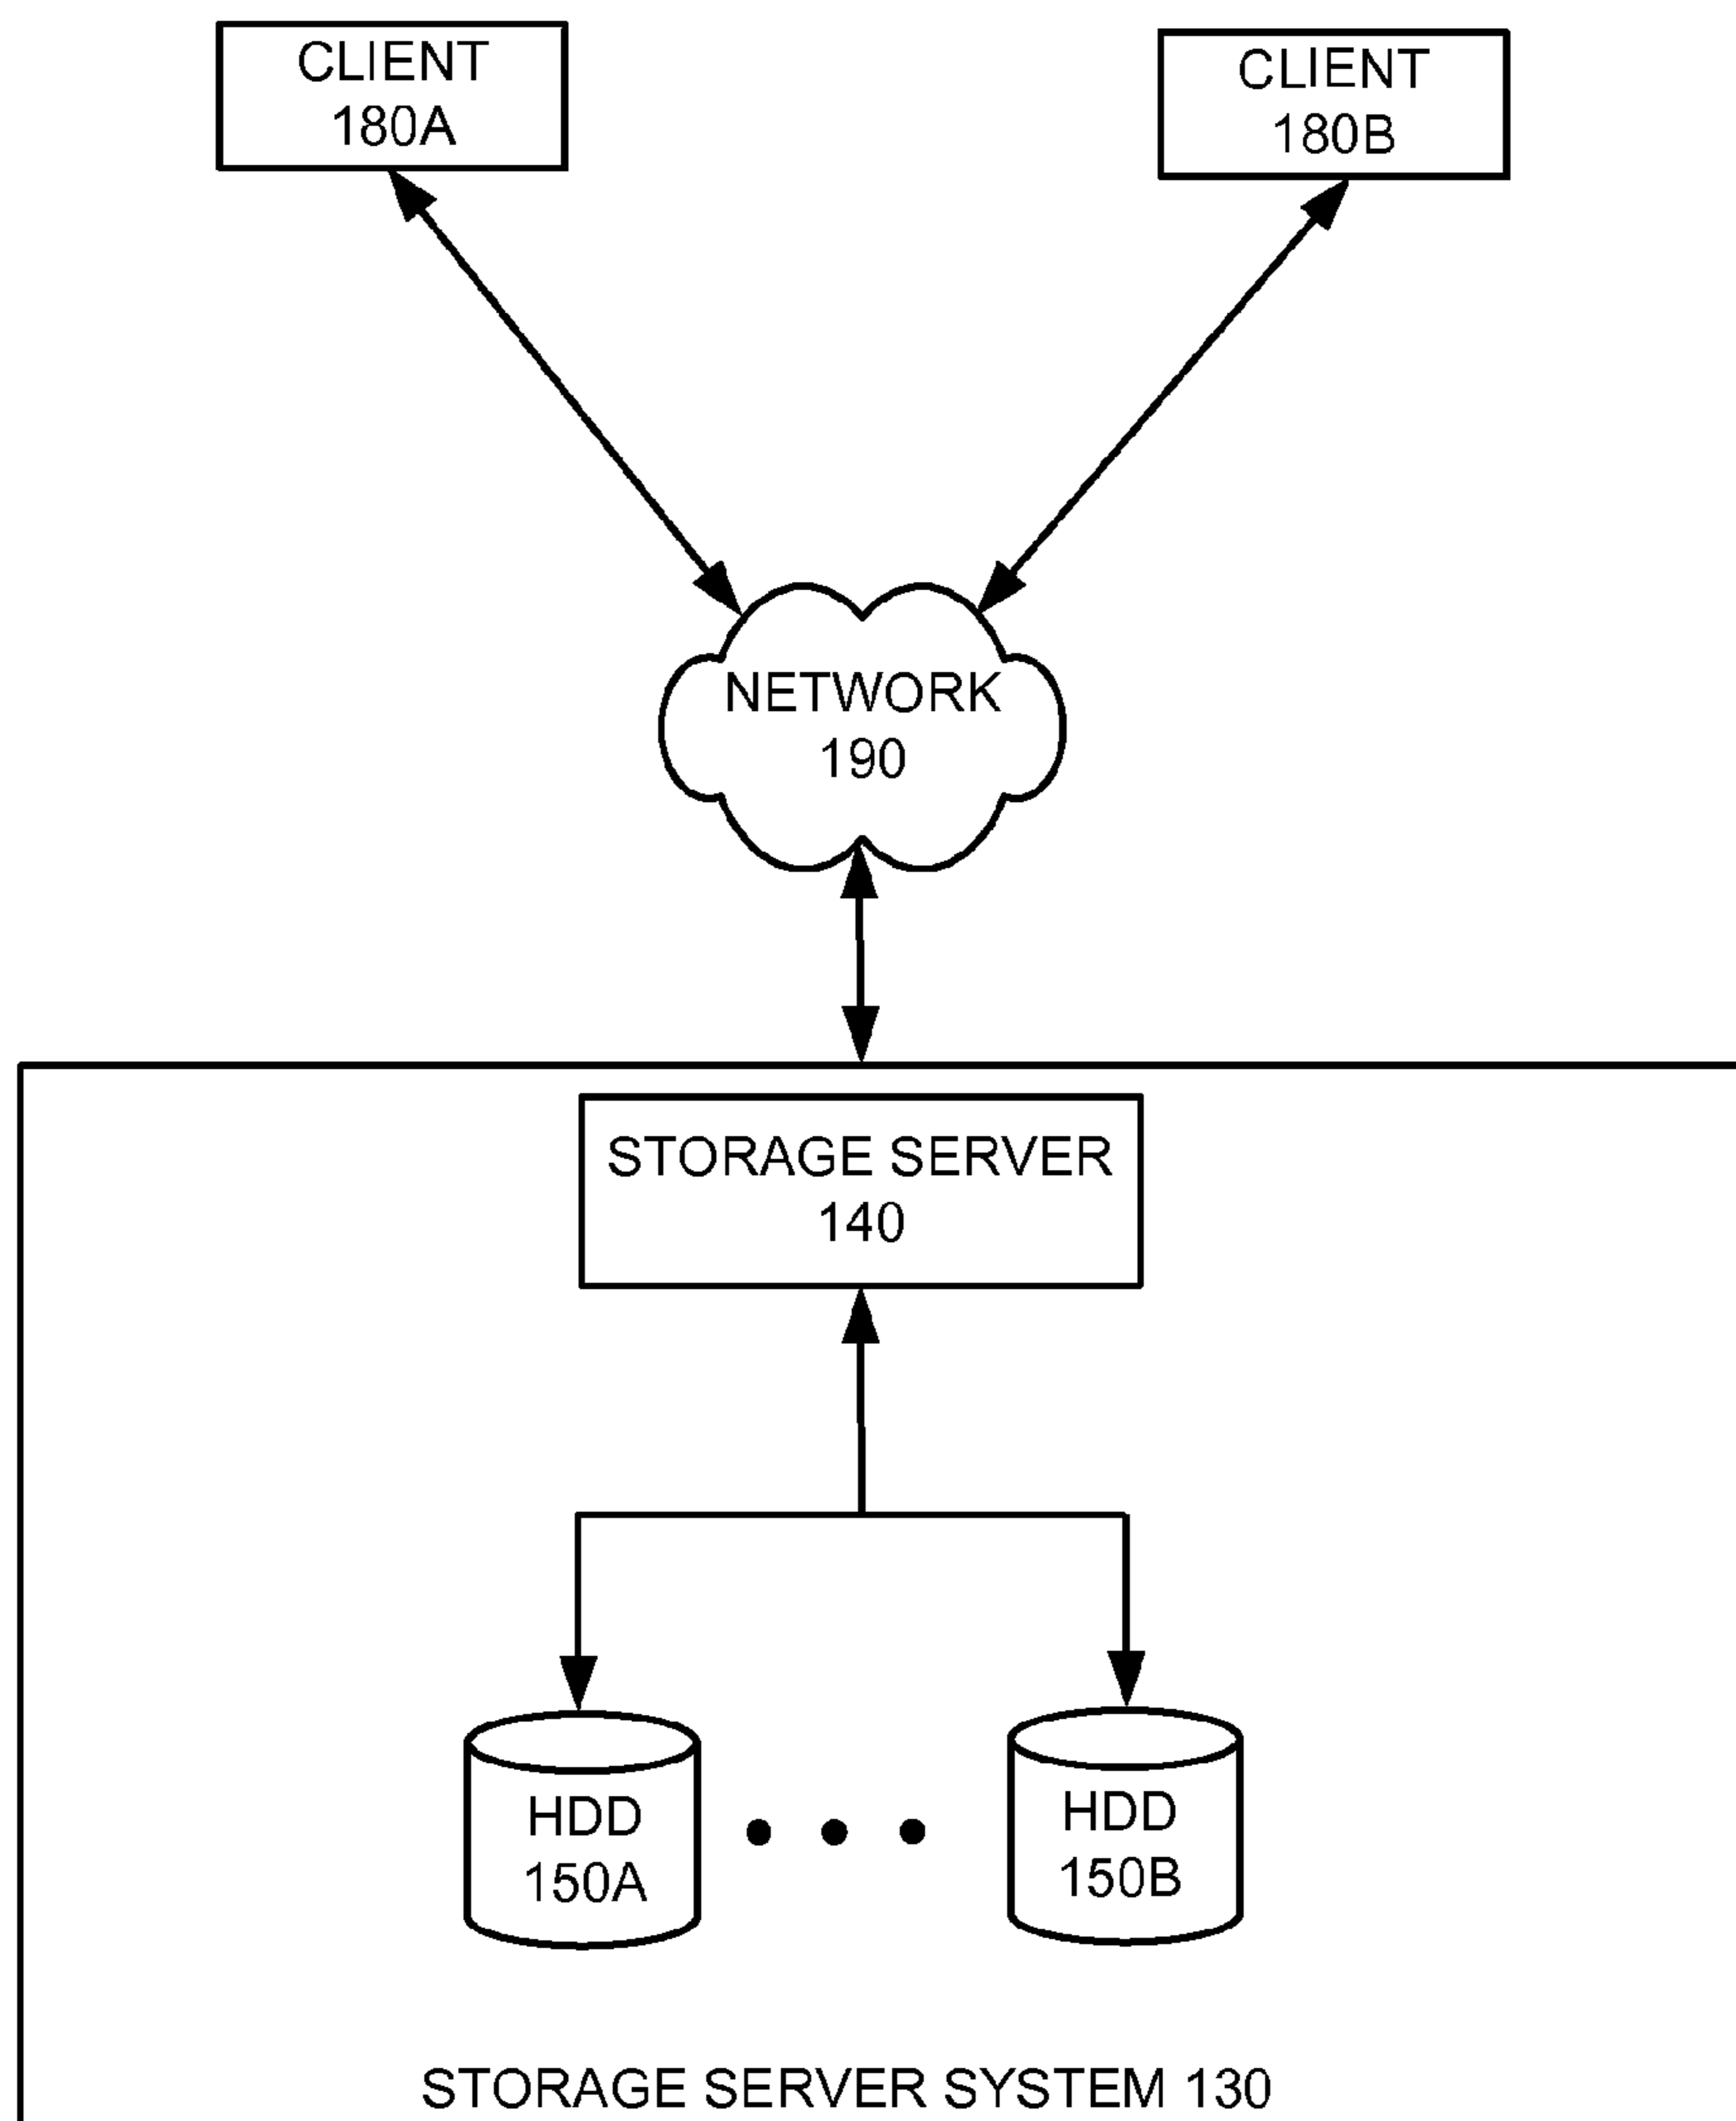 CLIENT
180A
CLIENT
180B
NETWORK
190
STORAGE SERVER
140
HDD
150A
HDD
150B
STORAGE SERVER SYSTEM 130